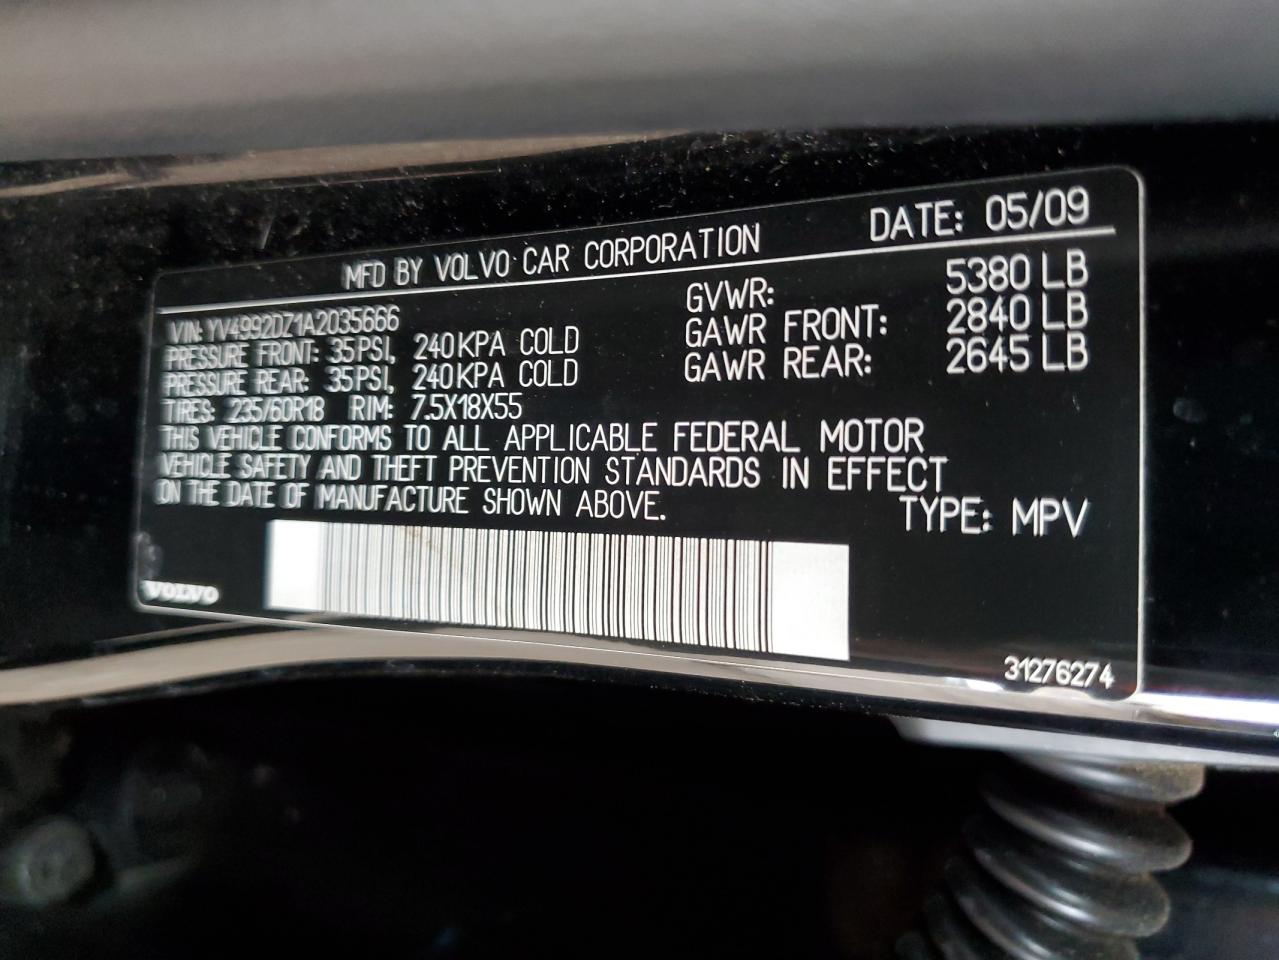 MFD BY VOLVO CAR CORPORATION DATE: 05/09
VIN: YV4992DZ1A2035666 GVWR: 5380 LB
PRESSURE FRONT: 35PSI, 240KPA COLD GAWR FRONT: 2840 LB
PRESSURE REAR: 35PSI, 240KPA COLD GAWR REAR: 2645 LB
TIRES: 235/60R18 RIM: 7.5X18X55
THIS VEHICLE CONFORMS TO ALL APPLICABLE FEDERAL MOTOR
VEHICLE SAFETY AND THEFT PREVENTION STANDARDS IN EFFECT
ON THE DATE OF MANUFACTURE SHOWN ABOVE.
TYPE: MPV
VOLVO
31276274